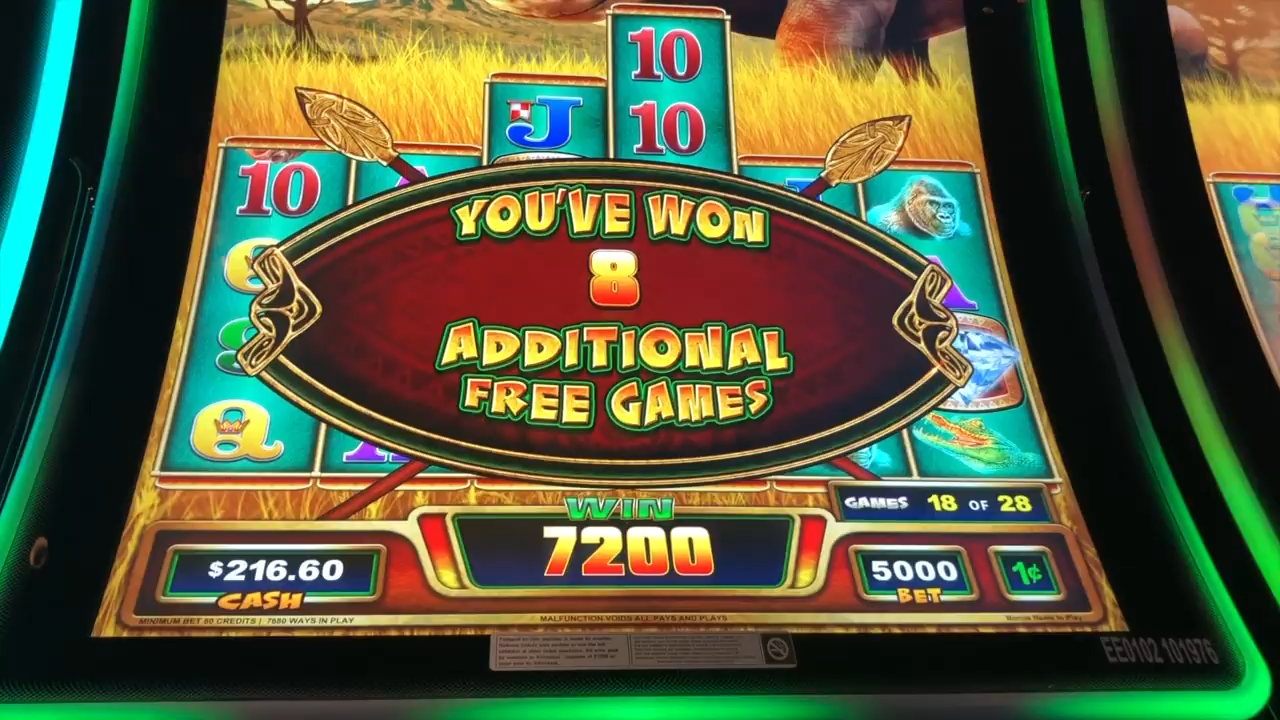 10
10
J
10
Q
YOU'VE WON
8
ADDITIONAL
FREE GAMES
WIN
7200
GAMES 18 OF 28
$216.60
CASH
5000
BET
1¢
MINIMUM BET 80 CREDITS | 7680 WAYS IN PLAY
MALFUNCTION VOIDS ALL PAYS AND PLAYS
EE0102 101976